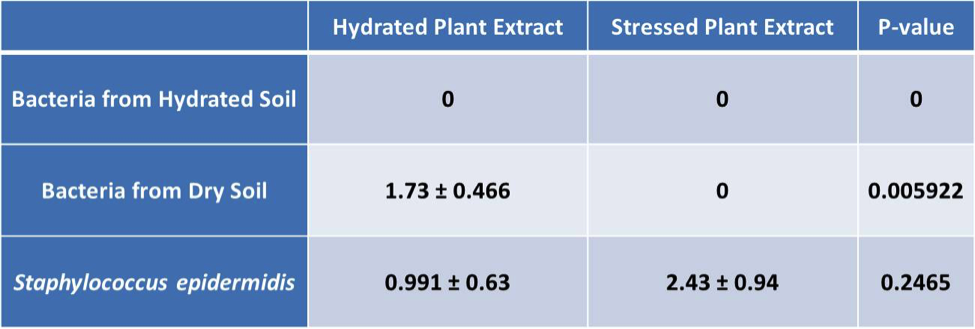 Hydrated Plant Extract Stressed Plant Extract P-value
Bacteria from Hydrated Soil 0 0 0
Bacteria from Dry Soil 1.73 ± 0.466 0 0.005922
Staphylococcus epidermidis 0.991 ± 0.63 2.43 ± 0.94 0.2465